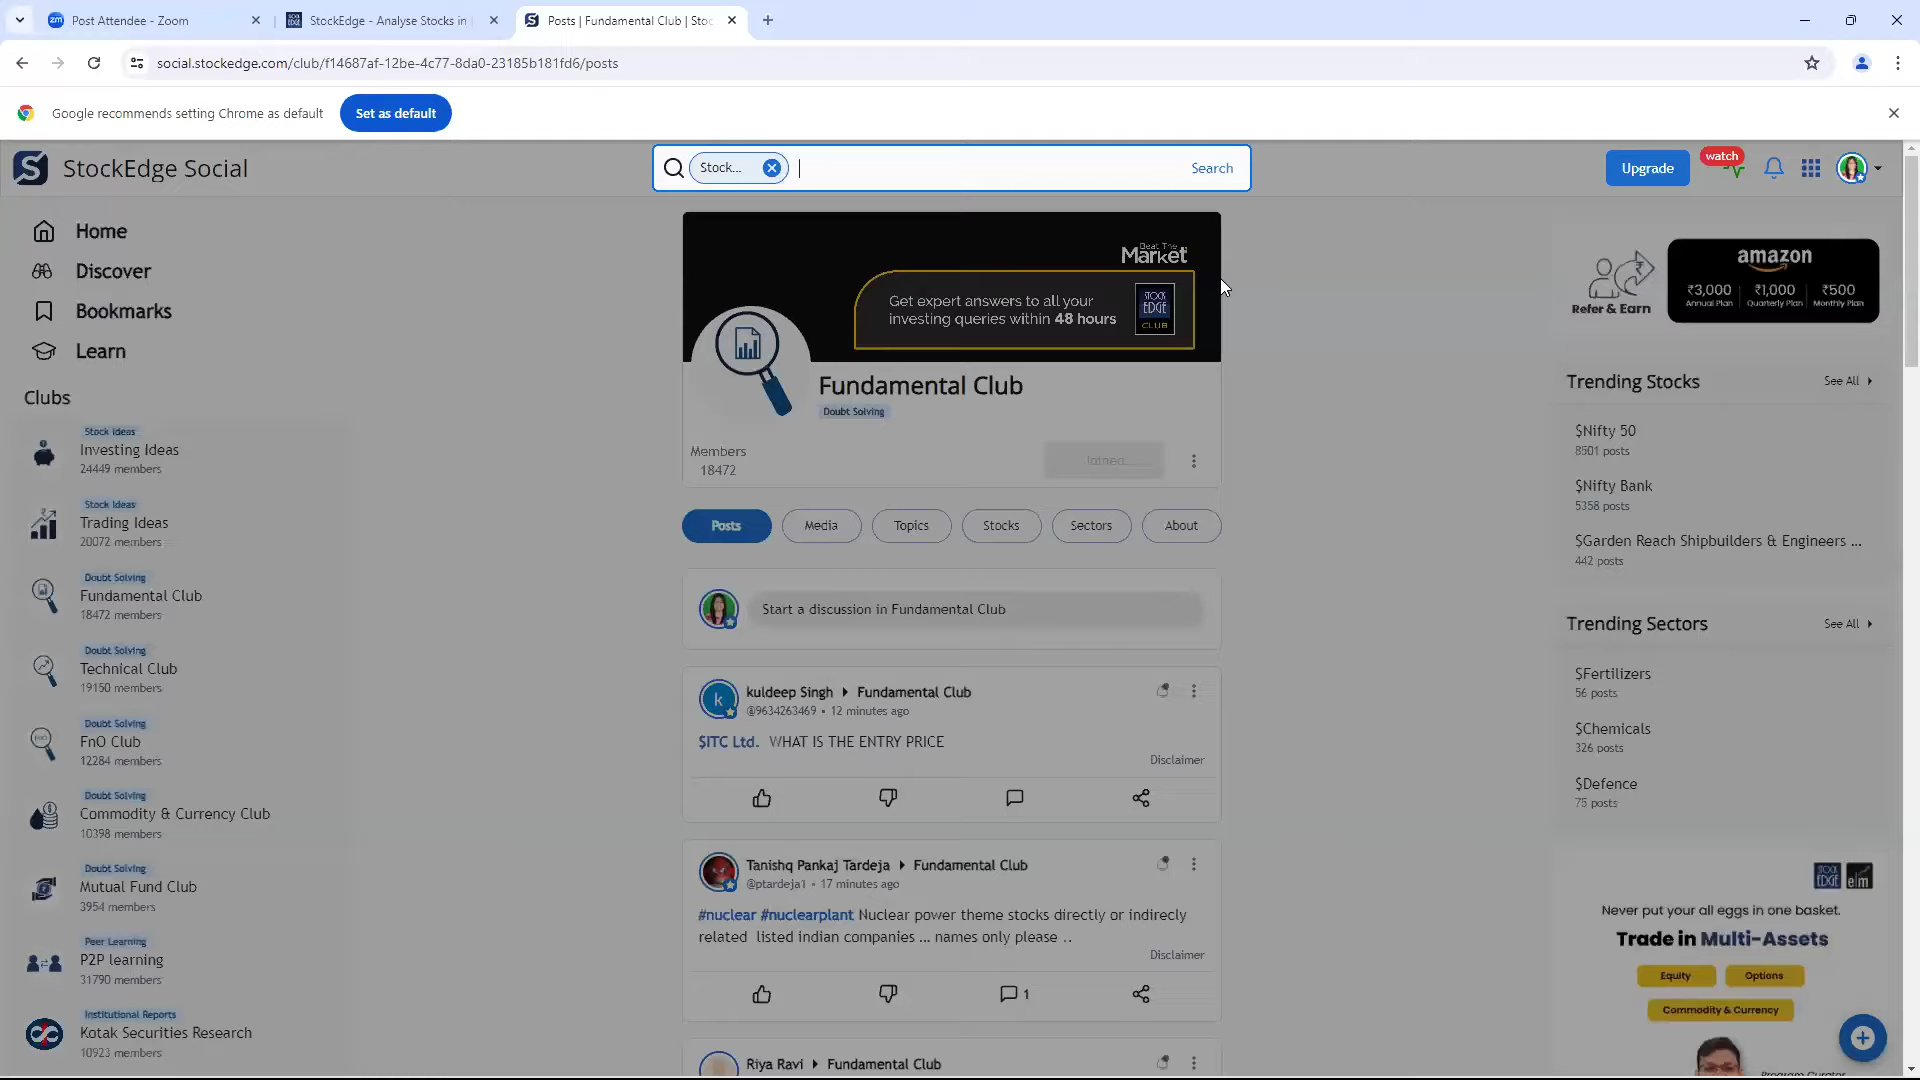 Post Attendee - Zoom
StockEdge - Analyse Stocks in
Posts | Fundamental Club | Stoc
social.stockedge.com/club/f14687af-12be-4c77-8da0-23185b181fd6/posts
Google recommends setting Chrome as default
Set as default
StockEdge Social
Stock...
Search
Upgrade
watch
Home
Discover
Bookmarks
Learn
Clubs
Stock Ideas
Investing Ideas
24449 members
Stock Ideas
Trading Ideas
20072 members
Doubt Solving
Fundamental Club
18472 members
Doubt Solving
Technical Club
19150 members
Doubt Solving
FnO Club
12284 members
Doubt Solving
Commodity & Currency Club
10398 members
Doubt Solving
Mutual Fund Club
3954 members
Peer Learning
P2P learning
31790 members
Institutional Reports
Kotak Securities Research
10923 members
Beat The
Market
Get expert answers to all your
investing queries within 48 hours
STOCK
EDGE
CLUB
Fundamental Club
Doubt Solving
Members
18472
Joined
Posts
Media
Topics
Stocks
Sectors
About
Start a discussion in Fundamental Club
k
kuldeep Singh Fundamental Club
@9634263469 • 12 minutes ago
$ITC Ltd. WHAT IS THE ENTRY PRICE
Disclaimer
Tanishq Pankaj Tardeja Fundamental Club
@ptardeja1 • 17 minutes ago
#nuclear #nuclearplant Nuclear power theme stocks directly or indirecly
related listed indian companies ... names only please ..
Disclaimer
1
Riya Ravi Fundamental Club
Refer & Earn
amazon
₹3,000 ₹1,000 ₹500
Annual Plan Quarterly Plan Monthly Plan
Trending Stocks
See All
$Nifty 50
8501 posts
$Nifty Bank
5358 posts
$Garden Reach Shipbuilders & Engineers ...
442 posts
Trending Sectors
See All
$Fertilizers
56 posts
$Chemicals
326 posts
$Defence
75 posts
STOCK
EDGE
elm
Never put your all eggs in one basket.
Trade in Multi-Assets
Equity
Options
Commodity & Currency
Program Curator